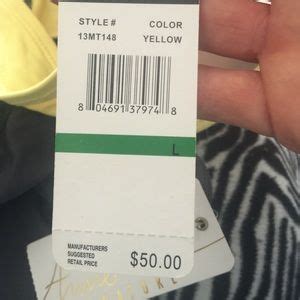 STYLE # COLOR
13MT148 YELLOW
8 04691 37974 8
L
MANUFACTURERS
SUGGESTED
RETAIL PRICE
$50.00